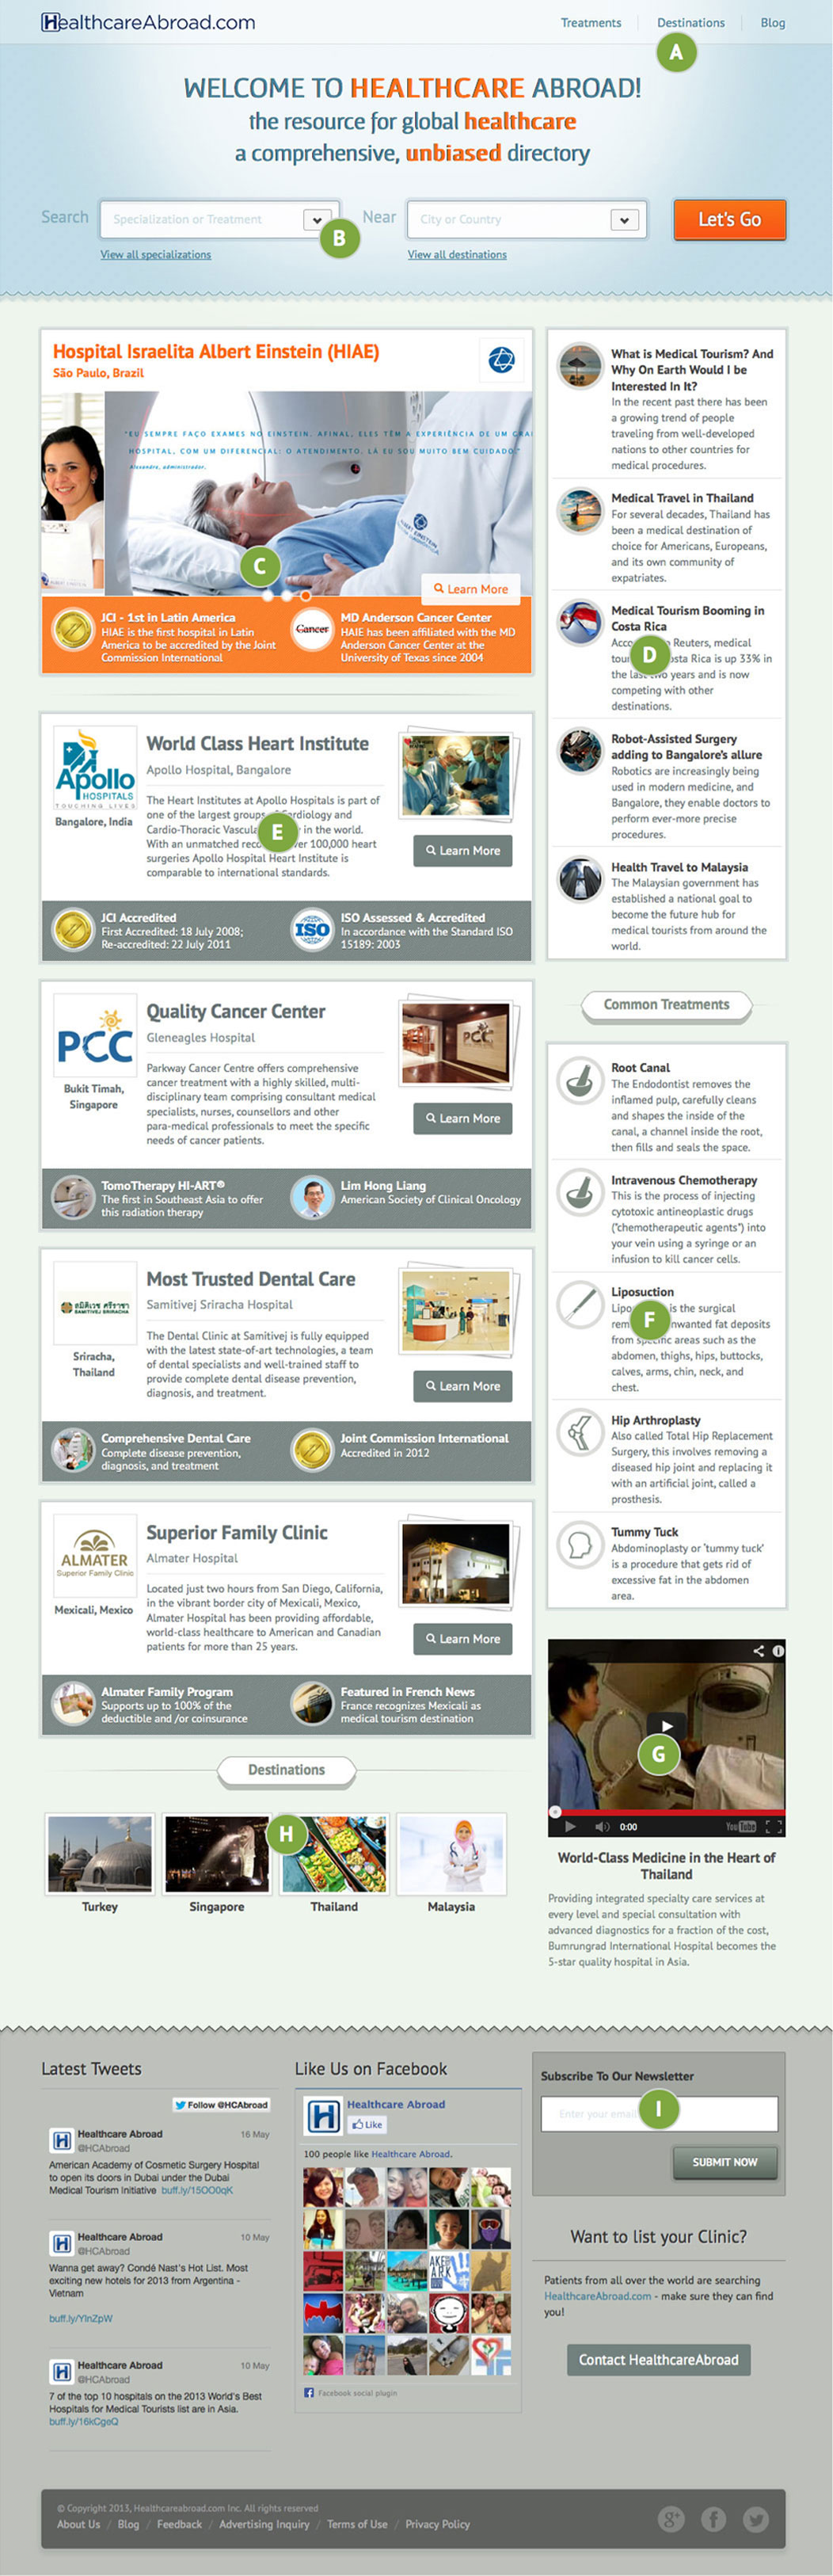 HealthcareAbroad.com
Treatments
Destinations
Blog
A
WELCOME TO HEALTHCARE ABROAD!
the resource for global healthcare
a comprehensive, unbiased directory
Search
Specialization or Treatment
B
Near
City or Country
Let's Go
View all specializations
View all destinations
Hospital Israelita Albert Einstein (HIAE)
São Paulo, Brazil
"EU SEMPRE FAÇO EXAMES NO EINSTEIN. AFINAL, ELES TÊM A EXPERIÊNCIA DE UM GRA
HOSPITAL, COM UM DIFERENCIAL: O ATENDIMENTO. LÁ EU SOU MUITO BEM CUIDADO."
Alexandre, administrador.
ALBERT EINSTEIN
C
Learn More
JCI - 1st in Latin America
HIAE is the first hospital in Latin
America to be accredited by the Joint
Commission International
Cancer
MD Anderson Cancer Center
HAIE has been affiliated with the MD
Anderson Cancer Center at the
University of Texas since 2004
World Class Heart Institute
Apollo Hospital, Bangalore
Apollo
HOSPITALS
TOUCHING LIVES
Bangalore, India
The Heart Institutes at Apollo Hospitals is part of
one of the largest groups Cardiology and
Cardio-Thoracic in the world.
With an unmatched 100,000 heart
surgeries Apollo Hospital Heart Institute is
comparable to international standards.
E
Learn More
JCI Accredited
First Accredited: 18 July 2008;
Re-accredited: 22 July 2011
ISO
ISO Assessed & Accredited
In accordance with the Standard ISO
15189: 2003
PCC
Bukit Timah,
Singapore
Quality Cancer Center
Gleneagles Hospital
Parkway Cancer Centre offers comprehensive
cancer treatment with a highly skilled, multi-
disciplinary team comprising consultant medical
specialists, nurses, counsellors and other
para-medical professionals to meet the specific
needs of cancer patients.
PCC
Learn More
TomoTherapy HI-ART®
The first in Southeast Asia to offer
this radiation therapy
Lim Hong Liang
American Society of Clinical Oncology
สมิติเวช ศรีราชา
SAMITIVEJ SRIRACHA
Sriracha,
Thailand
Most Trusted Dental Care
Samitivej Sriracha Hospital
The Dental Clinic at Samitivej is fully equipped
with the latest state-of-art technologies, a team
of dental specialists and well-trained staff to
provide complete dental disease prevention,
diagnosis, and treatment.
Learn More
Comprehensive Dental Care
Complete disease prevention,
diagnosis, and treatment
Joint Commission International
Accredited in 2012
ALMATER
Superior Family Clinic
Mexicali, Mexico
Superior Family Clinic
Almater Hospital
Located just two hours from San Diego, California,
in the vibrant border city of Mexicali, Mexico,
Almater Hospital has been providing affordable,
world-class healthcare to American and Canadian
patients for more than 25 years.
Learn More
Almater Family Program
Supports up to 100% of the
deductible and /or coinsurance
Featured in French News
France recognizes Mexicali as
medical tourism destination
Destinations
H
Turkey
Singapore
Thailand
Malaysia
What is Medical Tourism? And
Why On Earth Would I be
Interested In It?
In the recent past there has been
a growing trend of people
traveling from well-developed
nations to other countries for
medical procedures.
Medical Travel in Thailand
For several decades, Thailand has
been a medical destination of
choice for Americans, Europeans,
and its own community of
expatriates.
Medical Tourism Booming in
Costa Rica
Reuters, medical
Rica is up 33% in
the last two years and is now
competing with other
destinations.
D
Robot-Assisted Surgery
adding to Bangalore's allure
Robotics are increasingly being
used in modern medicine, and
Bangalore, they enable doctors to
perform ever-more precise
procedures.
Health Travel to Malaysia
The Malaysian government has
established a national goal to
become the future hub for
medical tourists from around the
world.
Common Treatments
Root Canal
The Endodontist removes the
inflamed pulp, carefully cleans
and shapes the inside of the
canal, a channel inside the root,
then fills and seals the space.
Intravenous Chemotherapy
This is the process of injecting
cytotoxic antineoplastic drugs
("chemotherapeutic agents") into
your vein using a syringe or an
infusion to kill cancer cells.
Liposuction
is the surgical
unwanted fat deposits
from specific areas such as the
abdomen, thighs, hips, buttocks,
calves, arms, chin, neck, and
chest.
F
Hip Arthroplasty
Also called Total Hip Replacement
Surgery, this involves removing a
diseased hip joint and replacing it
with an artificial joint, called a
prosthesis.
Tummy Tuck
Abdominoplasty or 'tummy tuck'
is a procedure that gets rid of
excessive fat in the abdomen
area.
G
0:00
YouTube
World-Class Medicine in the Heart of
Thailand
Providing integrated specialty care services at
every level and special consultation with
advanced diagnostics for a fraction of the cost,
Bumrungrad International Hospital becomes the
5-star quality hospital in Asia.
Latest Tweets
Follow @HCAbroad
Healthcare Abroad
16 May
@HCAbroad
American Academy of Cosmetic Surgery Hospital
to open its doors in Dubai under the Dubai
Medical Tourism Initiative buff.ly/15OO0qK
Healthcare Abroad
10 May
@HCAbroad
Wanna get away? Condé Nast's Hot List. Most
exciting new hotels for 2013 from Argentina -
Vietnam
buff.ly/YlnZpW
Healthcare Abroad
10 May
@HCAbroad
7 of the top 10 hospitals on the 2013 World's Best
Hospitals for Medical Tourists list are in Asia.
buff.ly/16kCgeQ
Like Us on Facebook
Healthcare Abroad
Like
100 people like Healthcare Abroad.
Facebook social plugin
Subscribe To Our Newsletter
Enter your email
I
SUBMIT NOW
Want to list your Clinic?
Patients from all over the world are searching
HealthcareAbroad.com - make sure they can find
you!
Contact HealthcareAbroad
© Copyright 2013, Healthcareabroad.com Inc. All rights reserved
About Us / Blog / Feedback / Advertising Inquiry / Terms of Use / Privacy Policy